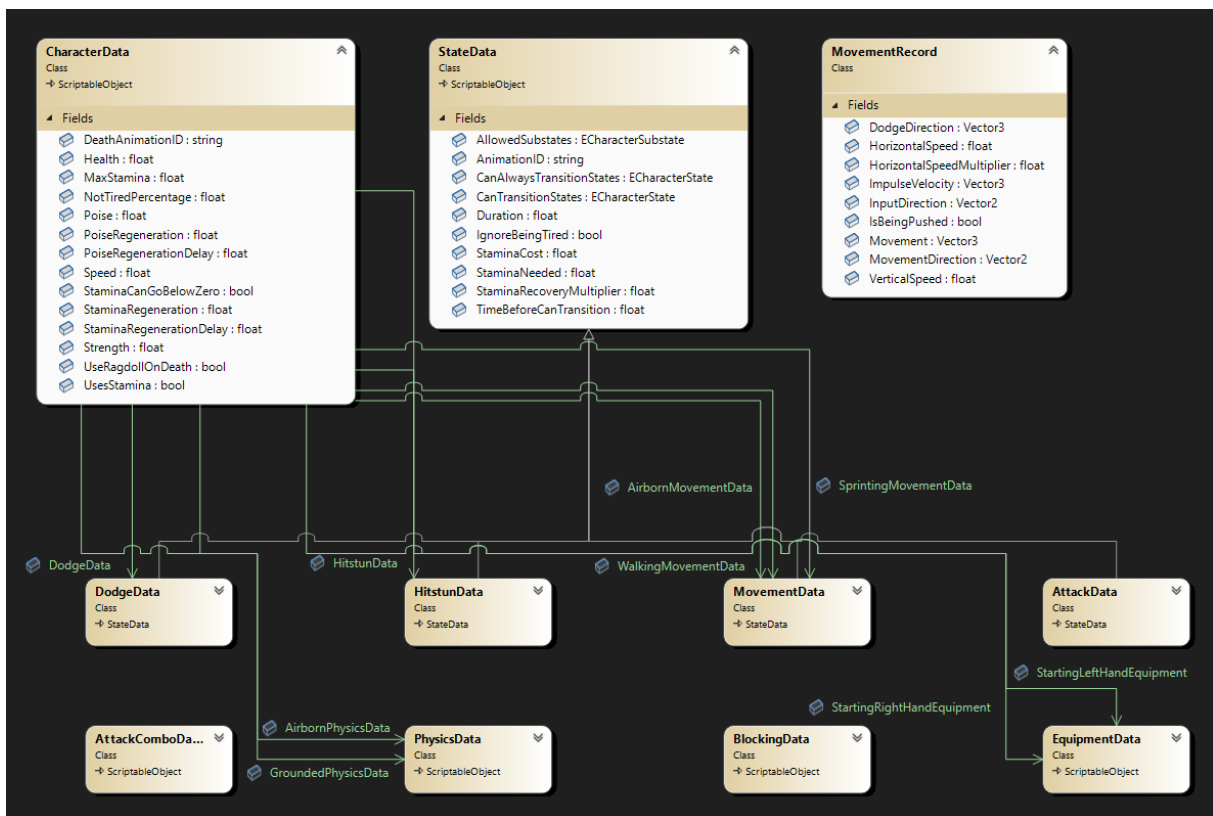 CharacterData
Class
ScriptableObject
Fields
DeathAnimationID : string
Health : float
MaxStamina : float
NotTiredPercentage : float
Poise : float
PoiseRegeneration : float
PoiseRegenerationDelay : float
Speed : float
StaminaCanGoBelowZero : bool
StaminaRegeneration : float
StaminaRegenerationDelay : float
Strength : float
UseRagdollOnDeath : bool
UsesStamina : bool
StateData
Class
ScriptableObject
Fields
AllowedSubstates : ECharacterSubstate
AnimationID : string
CanAlwaysTransitionStates : ECharacterState
CanTransitionStates : ECharacterState
Duration : float
IgnoreBeingTired : bool
StaminaCost : float
StaminaNeeded : float
StaminaRecoveryMultiplier : float
TimeBeforeCanTransition : float
MovementRecord
Class
Fields
DodgeDirection : Vector3
HorizontalSpeed : float
HorizontalSpeedMultiplier : float
ImpulseVelocity : Vector3
InputDirection : Vector2
IsBeingPushed : bool
Movement : Vector3
MovementDirection : Vector2
VerticalSpeed : float
AirbornMovementData
SprintingMovementData
DodgeData
HitstunData
WalkingMovementData
DodgeData
Class
StateData
HitstunData
Class
StateData
MovementData
Class
StateData
AttackData
Class
StateData
StartingLeftHandEquipment
StartingRightHandEquipment
AirbornPhysicsData
GroundedPhysicsData
AttackComboDa...
Class
ScriptableObject
PhysicsData
Class
ScriptableObject
BlockingData
Class
ScriptableObject
EquipmentData
Class
ScriptableObject